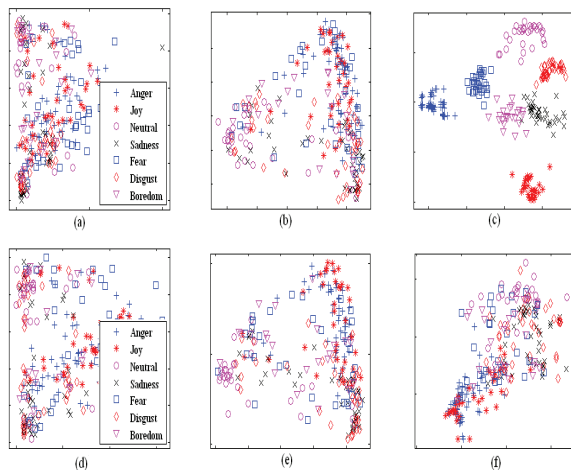 Anger
Joy
Neutral
Sadness
Fear
Disgust
Boredom
(a)
(b)
(c)
Anger
Joy
Neutral
Sadness
Fear
Disgust
Boredom
(d)
(e)
(f)